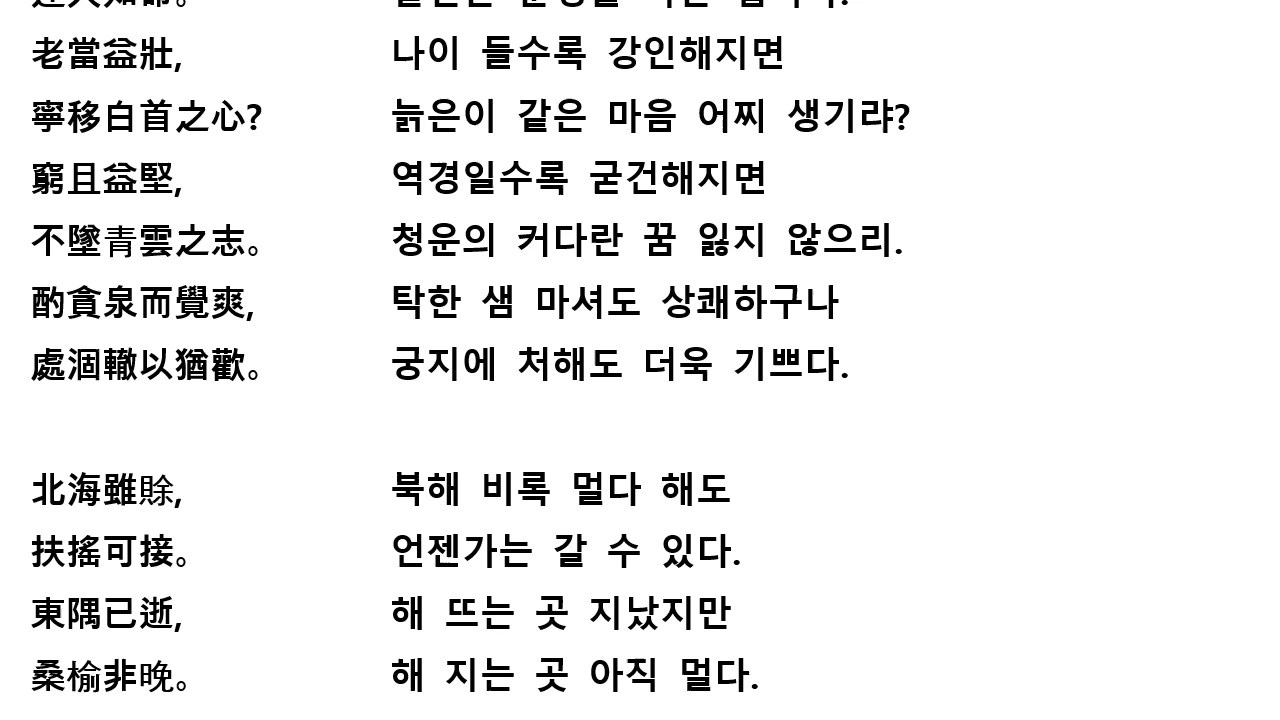 老當益壯, 나이 들수록 강인해지면
寧移白首之心? 늙은이 같은 마음 어찌 생기랴?
窮且益堅, 역경일수록 굳건해지면
不墜青雲之志。 청운의 커다란 꿈 잃지 않으리.
酌貪泉而覺爽, 탁한 샘 마셔도 상쾌하구나
處涸轍以猶歡。 궁지에 처해도 더욱 기쁘다.
北海雖賒, 북해 비록 멀다 해도
扶搖可接。 언젠가는 갈 수 있다.
東隅已逝, 해 뜨는 곳 지났지만
桑榆非晚。 해 지는 곳 아직 멀다.